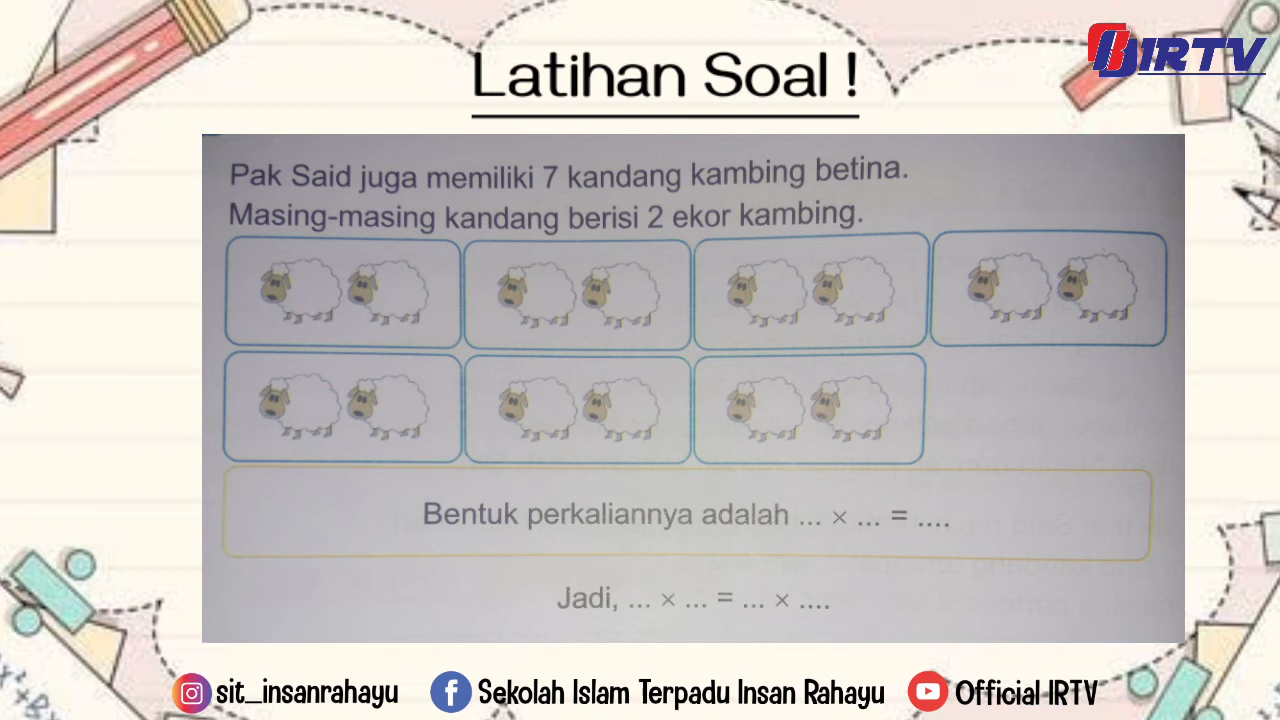 Latihan Soal !
IRTV
Pak Said juga memiliki 7 kandang kambing betina.
Masing-masing kandang berisi 2 ekor kambing.
Bentuk perkaliannya adalah ... × ... = ....
Jadi, ... × ... = ... × ....
sit_insanrahayu
Sekolah Islam Terpadu Insan Rahayu
Official IRTV